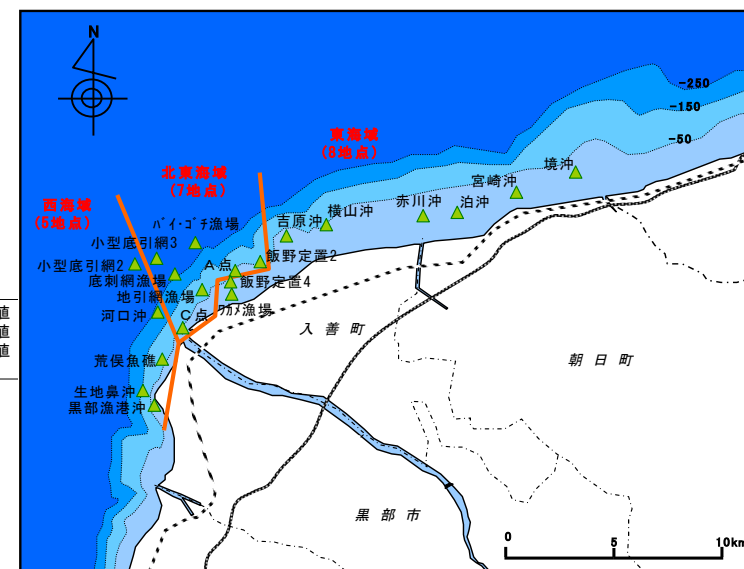 N
-250
-150
-50
東海域
(8地点)
北東海域
(7地点)
西海域
(5地点)
境沖
宮崎沖
泊沖
赤川沖
横山沖
吉原沖
バイ・ゴチ漁場
小型底引網3
小型底引網2
A点
飯野定置2
底刺網漁場
飯野定置4
地引網漁場
値
値
値
河口沖
C点
ワカメ漁場
入善町
朝日町
荒俣魚礁
生地鼻沖
黒部漁港沖
黒部市
0
5
10km